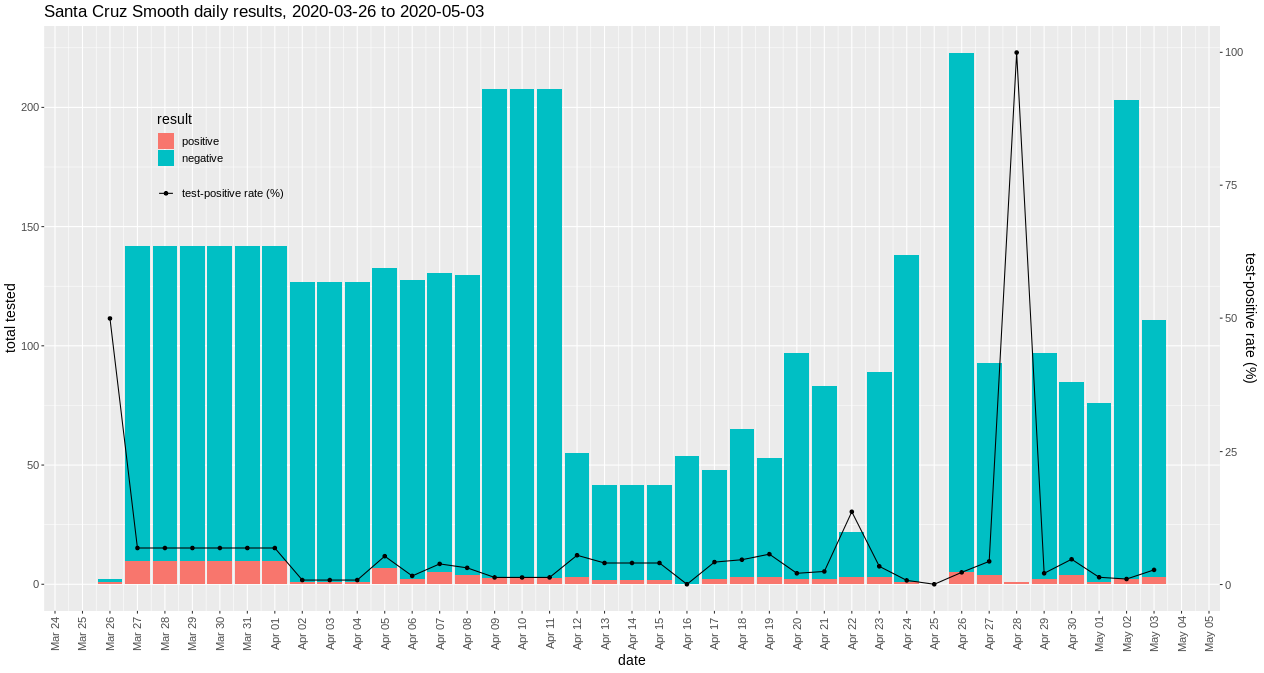 Santa Cruz Smooth daily results, 2020-03-26 to 2020-05-03
result
positive
negative
test-positive rate (%)
total tested
200
150
100
50
0
100
75
50
25
0
test-positive rate (%)
Mar 24
Mar 25
Mar 26
Mar 27
Mar 28
Mar 29
Mar 30
Mar 31
Apr 01
Apr 02
Apr 03
Apr 04
Apr 05
Apr 06
Apr 07
Apr 08
Apr 09
Apr 10
Apr 11
Apr 12
Apr 13
Apr 14
Apr 15
Apr 16
Apr 17
Apr 18
Apr 19
Apr 20
Apr 21
Apr 22
Apr 23
Apr 24
Apr 25
Apr 26
Apr 27
Apr 28
Apr 29
Apr 30
May 01
May 02
May 03
May 04
May 05
date